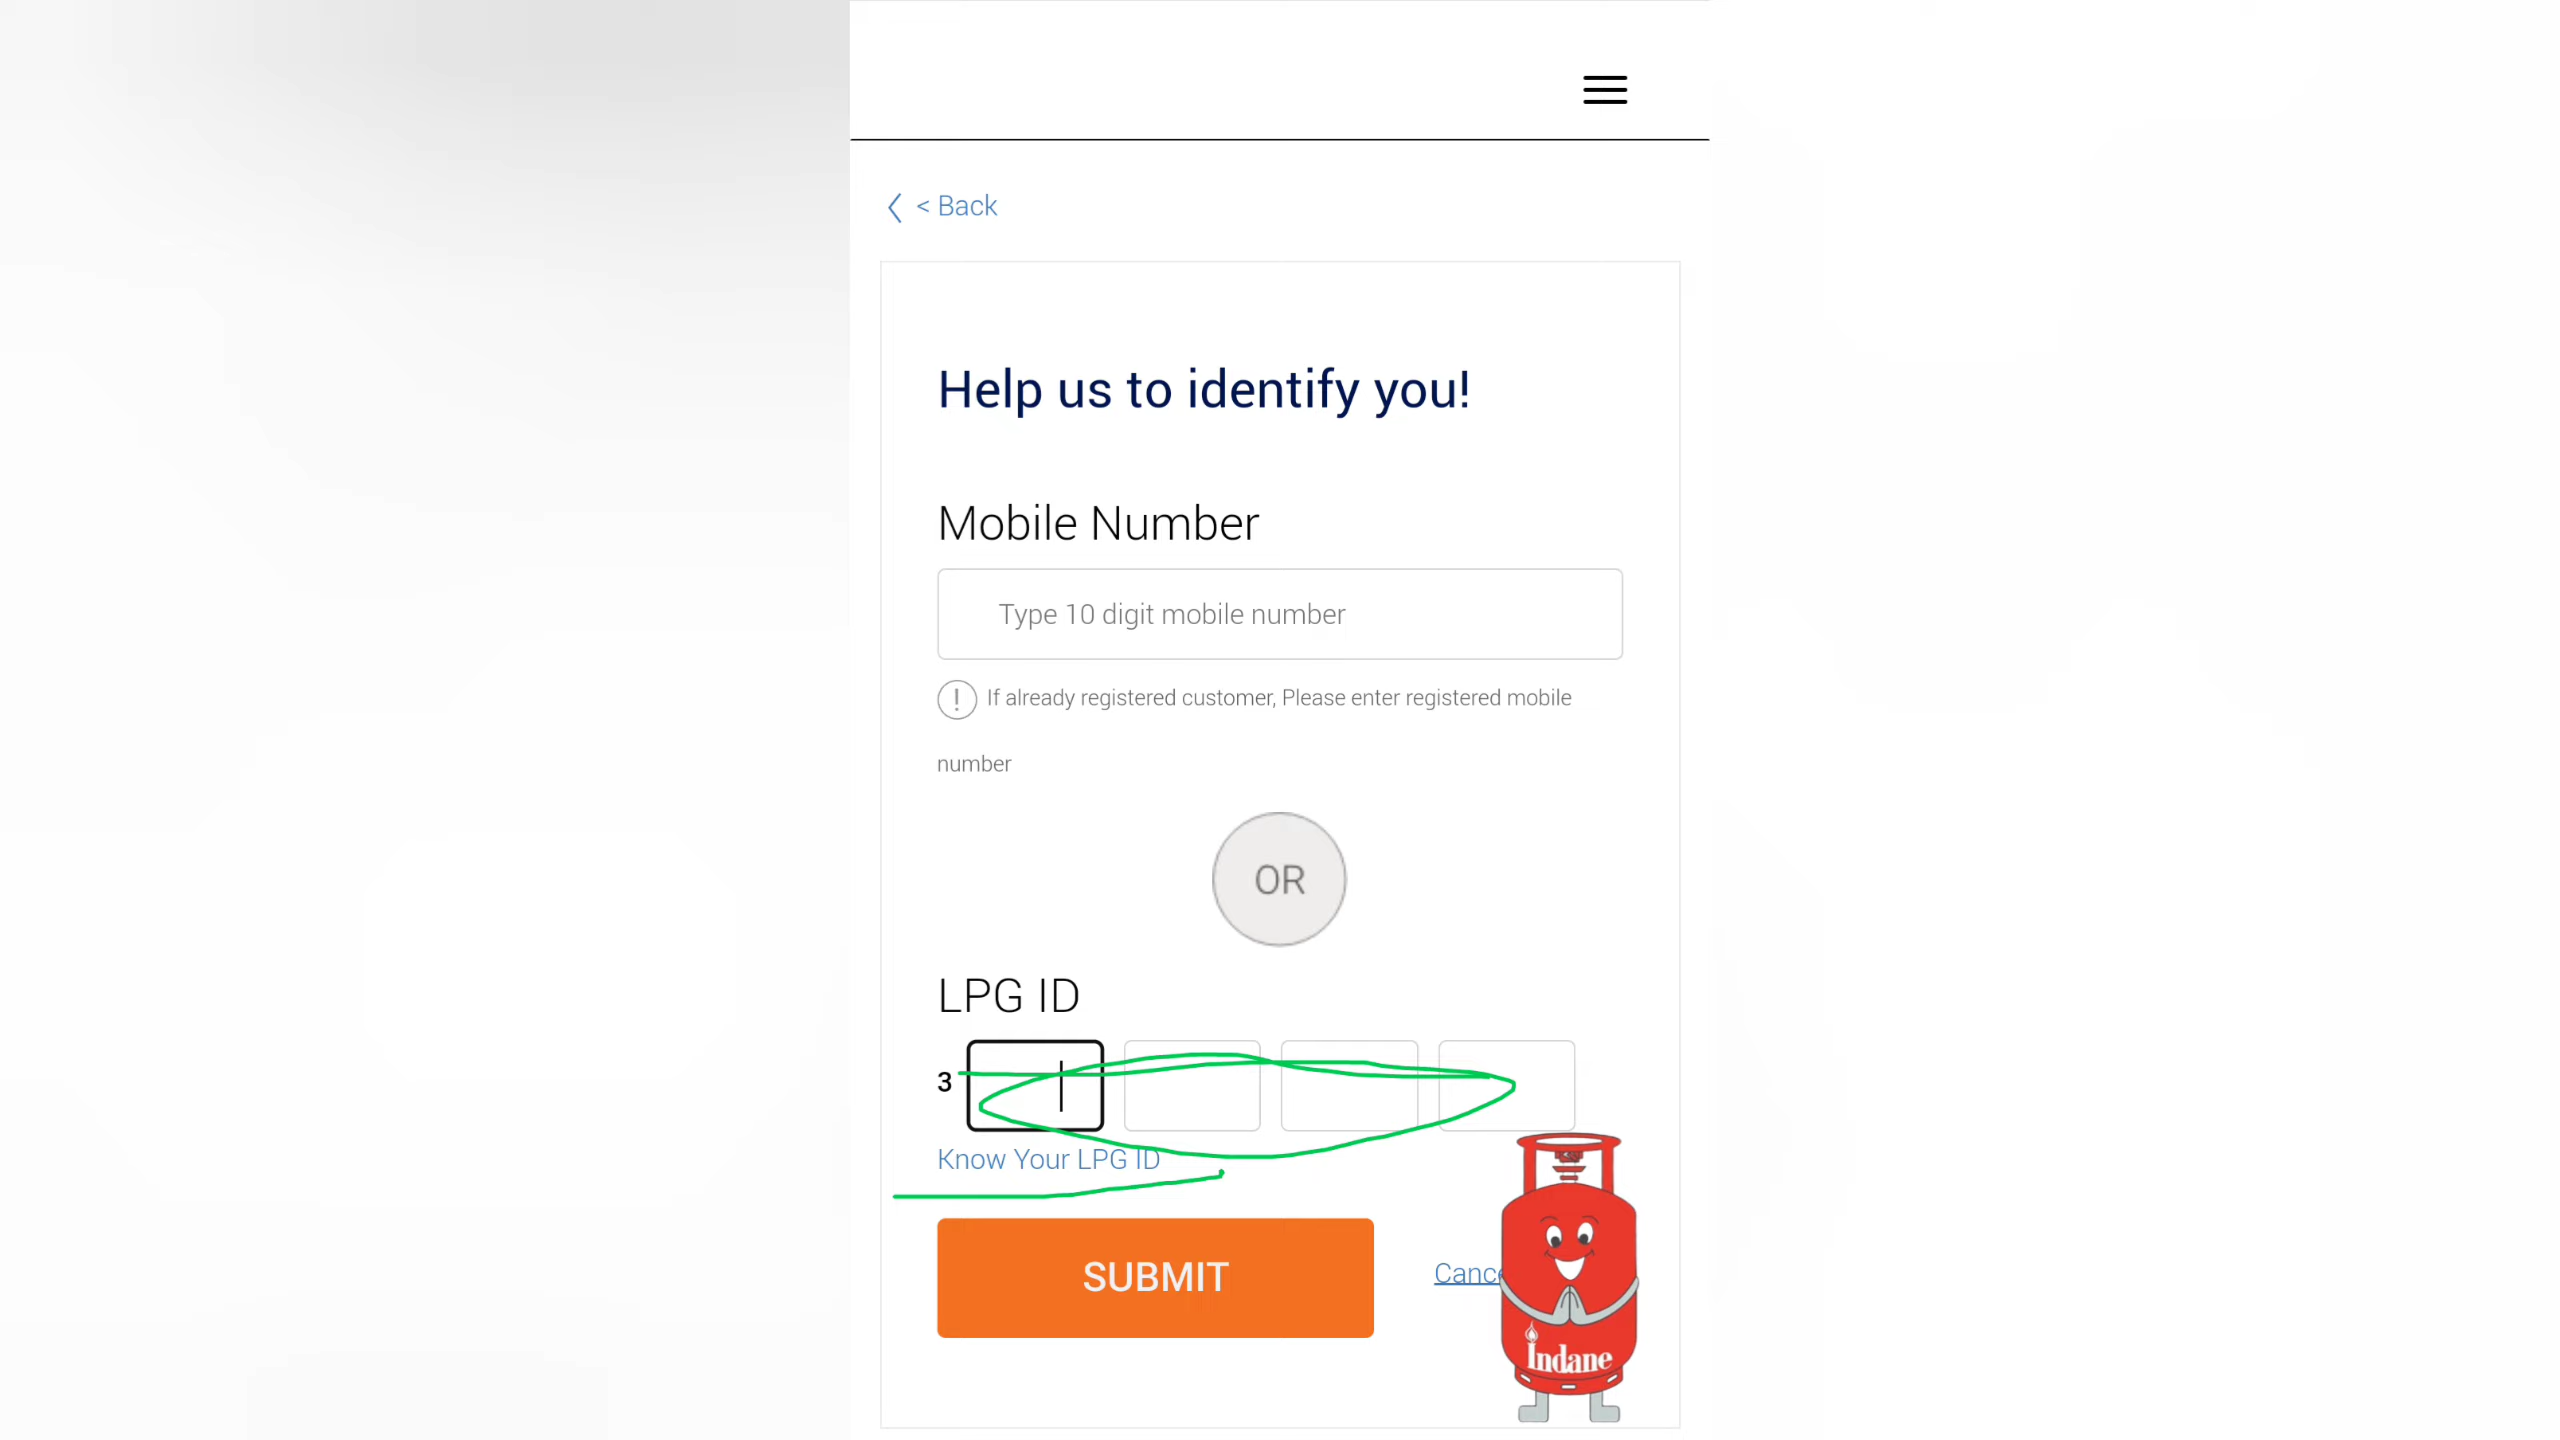 < Back
Help us to identify you!
Mobile Number
Type 10 digit mobile number
! If already registered customer, Please enter registered mobile
number
OR
LPG ID
3
Know Your LPG ID
SUBMIT
Cance
Indane